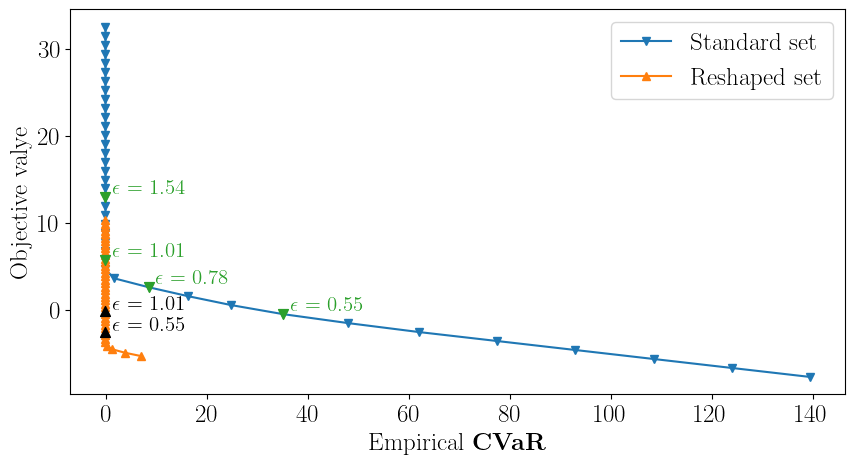 Standard set
Reshaped set
Objective valye
30
20
10
0
ϵ = 1.54
ϵ = 1.01
ϵ = 0.78
ϵ = 1.01
ϵ = 0.55
ϵ = 0.55
0 20 40 60 80 100 120 140
Empirical CVaR